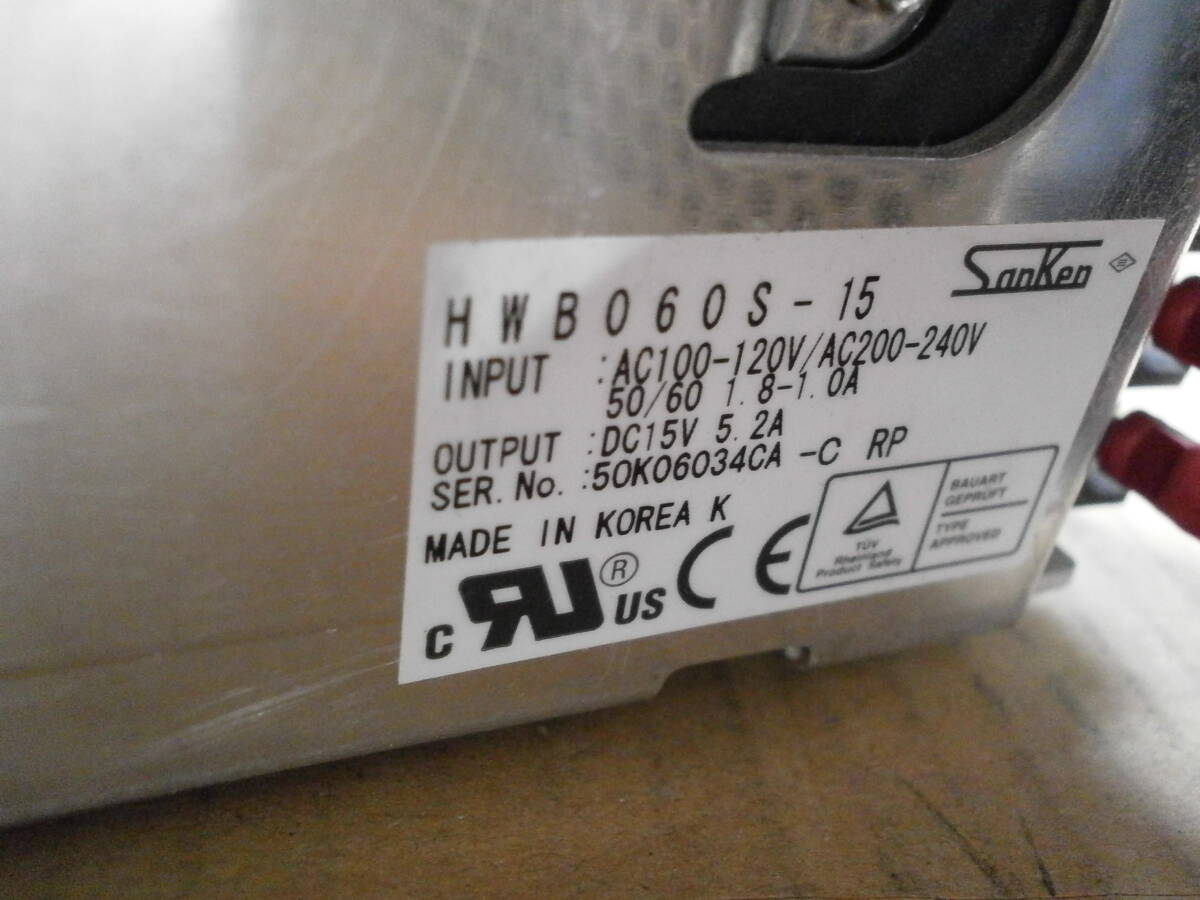 SanKen
HWB060S-15
INPUT :AC100-120V/AC200-240V
50/60 1.8-1.0A
OUTPUT :DC15V 5.2A
SER.No. :50K06034CA -C RP
MADE IN KOREA K
c RU ® US CE
TÜV
Rheinland
Product Safety
BAUART
GEPRÜFT
TYPE
APPROVED